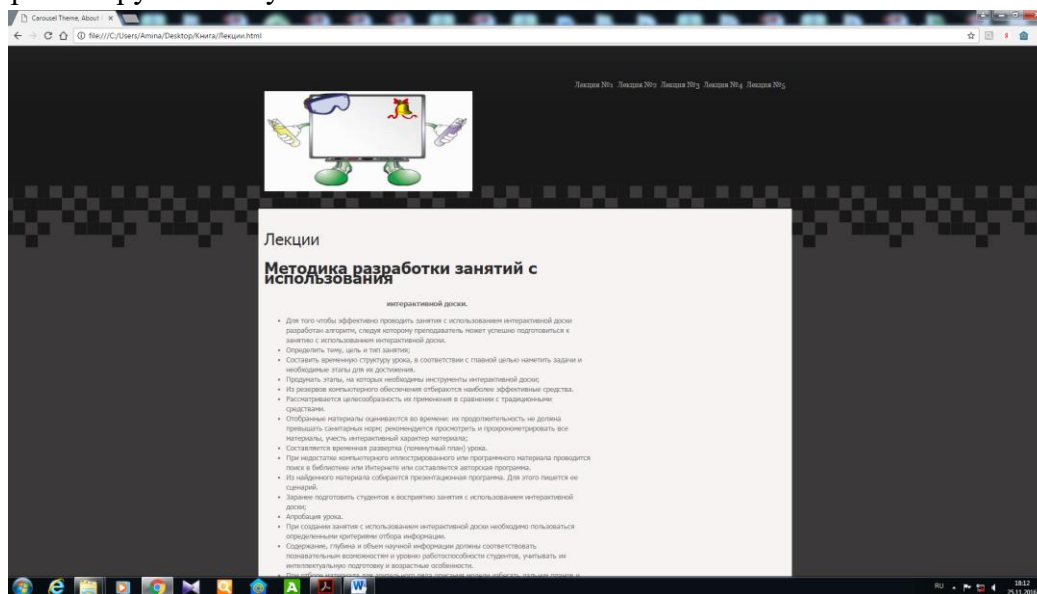 Carousel Theme, About
file:///C:/Users/Amina/Desktop/Книга/Лекции.html
Лекция №1 Лекция №2 Лекция №3 Лекция №4 Лекция №5
Лекции
Методика разработки занятий с
использования
интерактивной доски.
Для того чтобы эффективно проводить занятия с использованием интерактивной доски
разработан алгоритм, следуя которому преподаватель может успешно подготовиться к
занятию с использованием интерактивной доски.
Определить тему, цель и тип занятия;
Составить временную структуру урока, в соответствии с главной целью наметить задачи и
необходимые этапы для их достижения.
Продумать этапы, на которых необходимы инструменты интерактивной доски;
Из резервов компьютерного обеспечения отбираются наиболее эффективные средства.
Рассматривается целесообразность их применения в сравнении с традиционными
средствами.
Отобранные материалы оцениваются во времени: их продолжительность не должна
превышать санитарных норм; рекомендуется просмотреть и прохронометрировать все
материалы, учесть интерактивный характер материала;
Составляется временная развертка (поминутный план) урока.
При недостатке компьютерного иллюстрированного или программного материала проводится
поиск в библиотеке или Интернете или составляется авторская программа.
Из найденного материала собирается презентационная программа. Для этого пишется ее
сценарий.
Заранее подготовить студентов к восприятию занятия с использованием интерактивной
доски;
Апробация урока.
При создании занятия с использованием интерактивной доски необходимо пользоваться
определенными критериями отбора информации.
Содержание, глубина и объем научной информации должны соответствовать
познавательным возможностям и уровню работоспособности студентов, учитывать их
интеллектуальную подготовку и возрастные особенности.
RU
18:12
25.11.2016